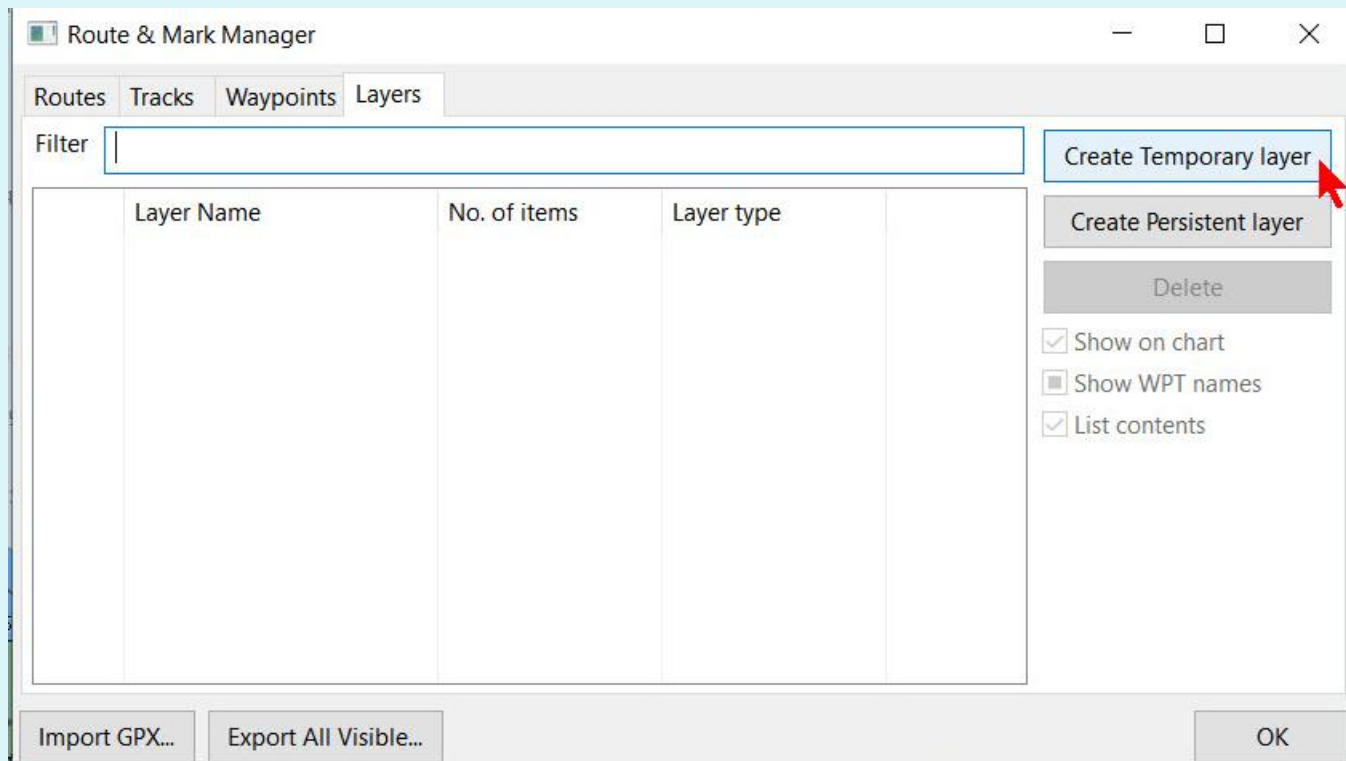 Route & Mark Manager
Routes Tracks Waypoints Layers
Filter
Create Temporary layer
Layer Name No. of items Layer type
Create Persistent layer
Delete
Show on chart
Show WPT names
List contents
Import GPX... Export All Visible... OK